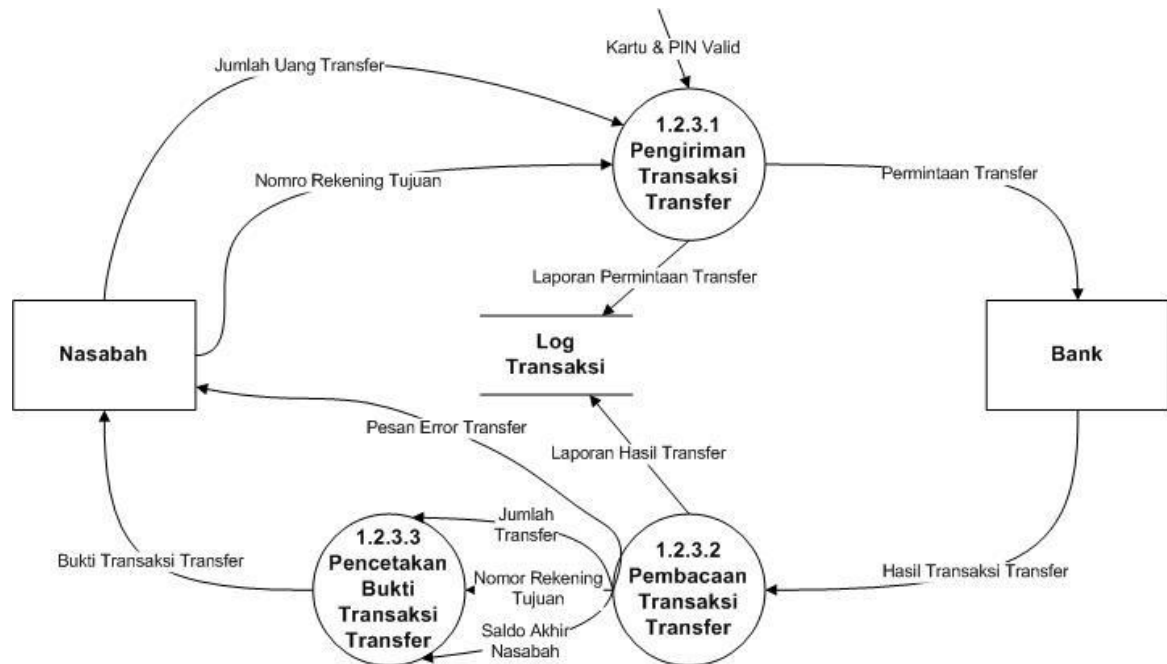 Kartu & PIN Valid
Jumlah Uang Transfer
1.2.3.1
Pengiriman
Transaksi
Transfer
Nomro Rekening Tujuan
Permintaan Transfer
Laporan Permintaan Transfer
Nasabah
Log
Transaksi
Bank
Pesan Error Transfer
Laporan Hasil Transfer
Jumlah
Transfer
1.2.3.3
Pencetakan
Bukti
Transaksi
Transfer
1.2.3.2
Pembacaan
Transaksi
Transfer
Bukti Transaksi Transfer
Nomor Rekening
Tujuan
Hasil Transaksi Transfer
Saldo Akhir
Nasabah